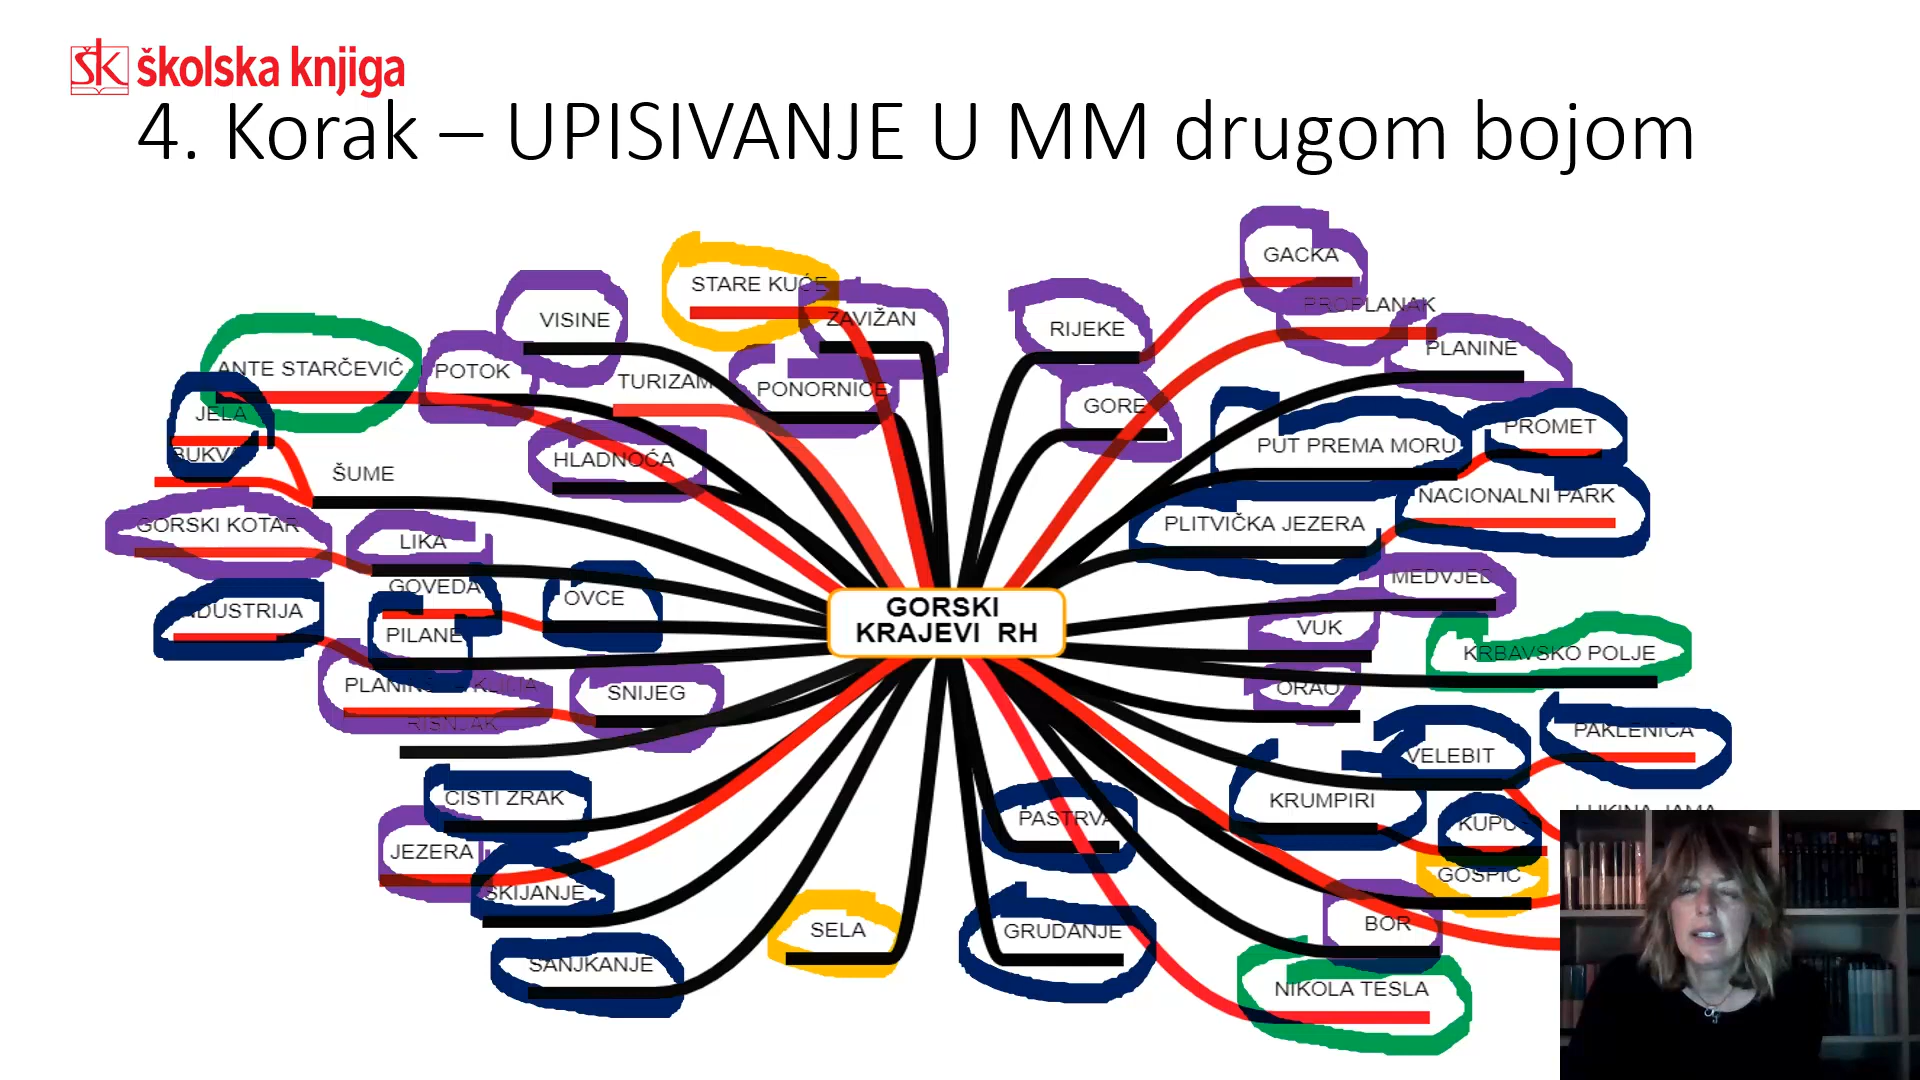 ŠK školska knjiga
4. Korak – UPISIVANJE U MM drugom bojom
GACKA
STARE KUĆE
PROPLANAK
VISINE
ZAVIŽAN
RIJEKE
PLANINE
ANTE STARČEVIĆ
POTOK
TURIZAM
PONORNICE
GORE
JELA
PROMET
PUT PREMA MORU
BUKVA
HLADNOĆA
ŠUME
NACIONALNI PARK
GORSKI KOTAR
PLITVIČKA JEZERA
LIKA
MEDVJED
GOVEDA
OVCE
INDUSTRIJA
GORSKI
KRAJEVI RH
VUK
PILANE
KRBAVSKO POLJE
SNIJEG
ORAO
RISNJAK
PAKLENICA
VELEBIT
ČISTI ZRAK
KRUMPIRI
PASTRVA
KUPUS
JEZERA
GOSPIĆ
SKIJANJE
BOR
SELA
GRUDANJE
SANJKANJE
NIKOLA TESLA